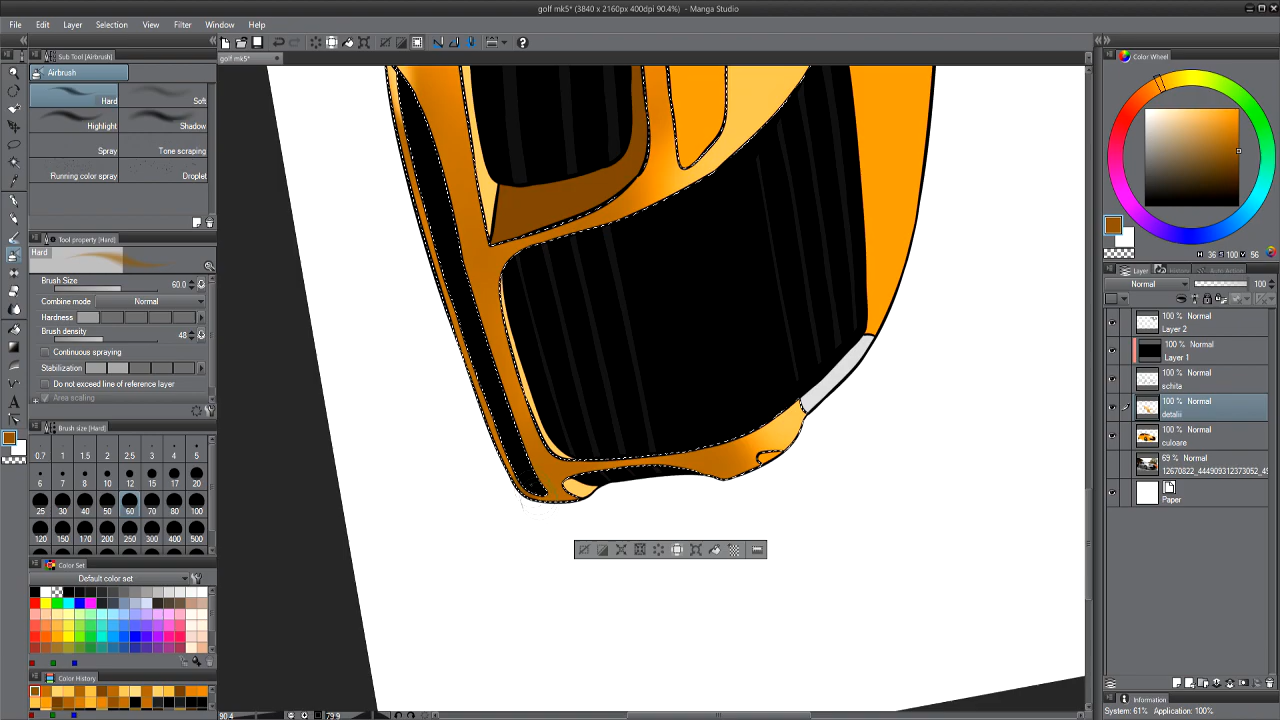 golf mk5* (3840 x 2160px 400dpi 90.4%) - Manga Studio
File Edit Layer Selection View Filter Window Help
Sub Tool [Airbrush]
golf mk5*
Color Wheel
Airbrush
Hard Soft
Highlight Shadow
Spray Tone scraping
Running color spray Droplet
Tool property [Hard]
Hard
Brush Size 60.0
Combine mode Normal
Hardness
Brush density 48
Continuous spraying
Stabilization
Do not exceed line of reference layer
Area scaling
Brush size [Hard]
0.7 1 1.5 2 2.5 3 4 5
6 7 8 10 12 15 17 20
25 30 40 50 60 70 80 100
120 150 170 200 250 300 400 500
Color Set
Default color set
Color History
90.4 79.9
H 36 S 100 V 56
Layer
Normal 100
100 % Normal
Layer 2
100 % Normal
Layer 1
100 % Normal
schita
100 % Normal
detalii
100 % Normal
culoare
69 % Normal
12670822_444909312373052_45
Paper
Information
System: 61% Application: 100%